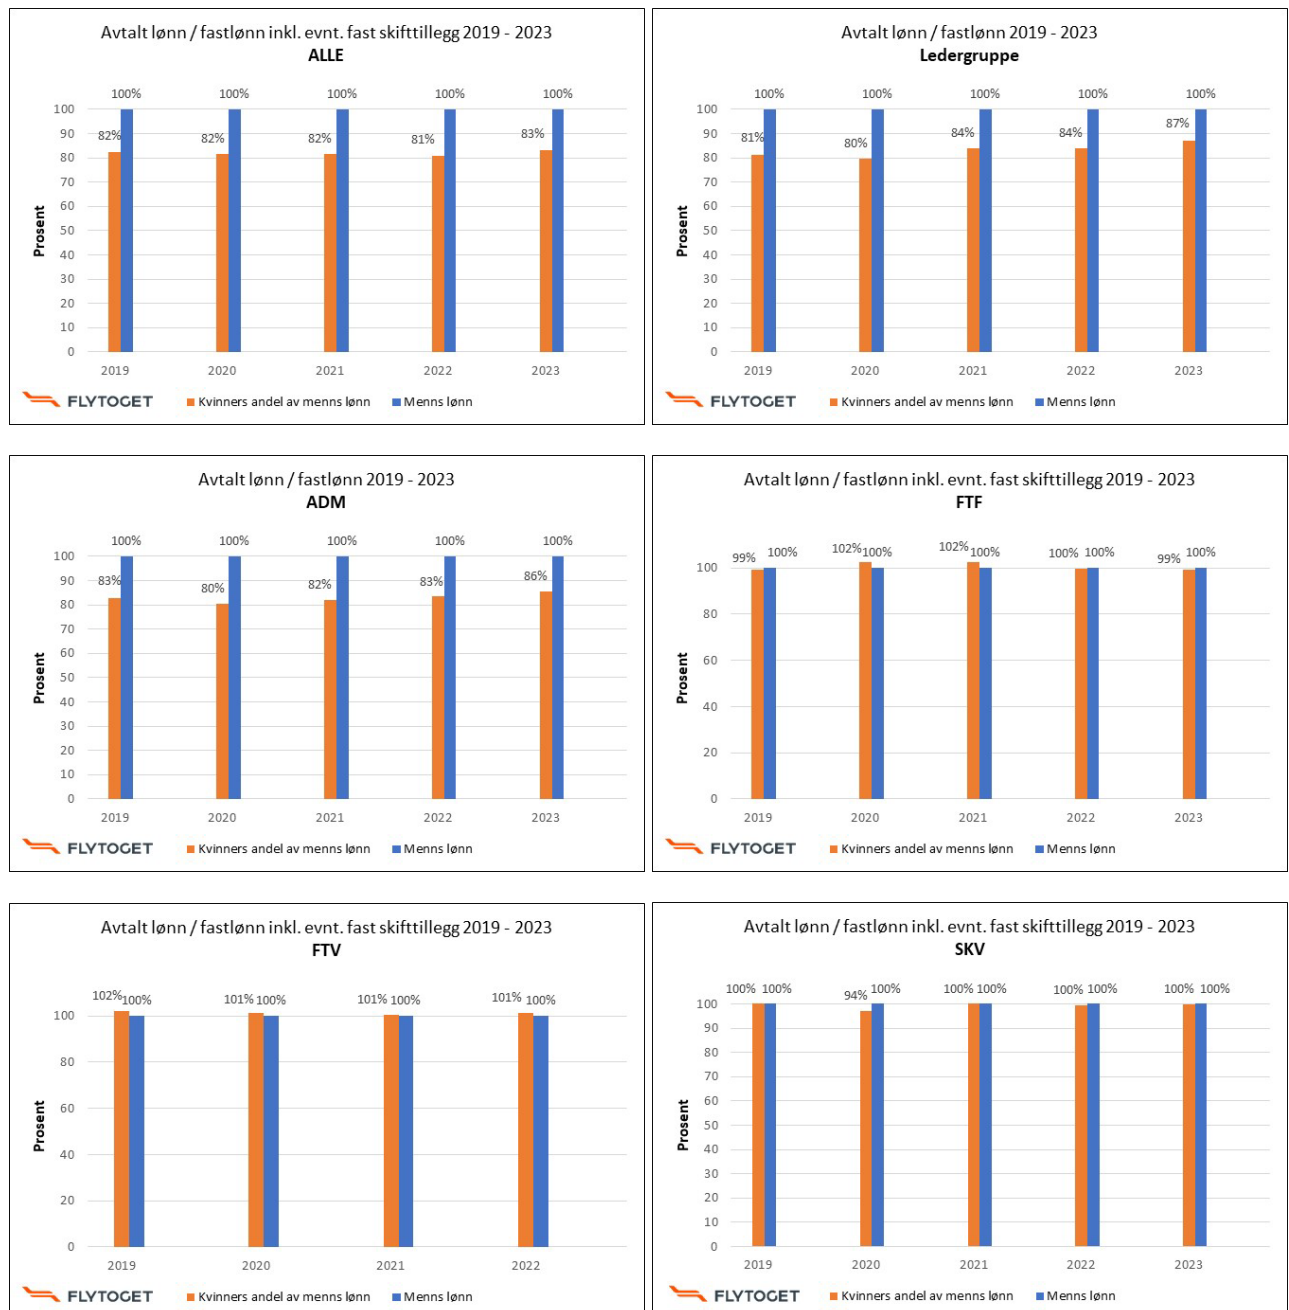 Avtalt lønn / fastlønn inkl. evnt. fast skifttillegg 2019 - 2023
ALLE
100% 100% 100% 100% 100%
82% 82% 82% 81% 83%
100
90
80
70
60
50
40
30
20
10
0
Prosent
2019 2020 2021 2022 2023
FLYTOGET Kvinners andel av menns lønn Menns lønn
Avtalt lønn / fastlønn 2019 - 2023
Ledergruppe
100% 100% 100% 100% 100%
81% 80% 84% 84% 87%
100
90
80
70
60
50
40
30
20
10
0
Prosent
2019 2020 2021 2022 2023
FLYTOGET Kvinners andel av menns lønn Menns lønn
Avtalt lønn / fastlønn 2019 - 2023
ADM
100% 100% 100% 100% 100%
83% 80% 82% 83% 86%
100
90
80
70
60
50
40
30
20
10
0
Prosent
2019 2020 2021 2022 2023
FLYTOGET Kvinners andel av menns lønn Menns lønn
Avtalt lønn / fastlønn inkl. evnt. fast skifttillegg 2019 - 2023
FTF
99% 100% 102% 100% 102% 100% 100% 100% 99% 100%
100
80
60
40
20
0
Prosent
2019 2020 2021 2022 2023
FLYTOGET Kvinners andel av menns lønn Menns lønn
Avtalt lønn / fastlønn inkl. evnt. fast skifttillegg 2019 - 2023
FTV
102% 100% 101% 100% 101% 100% 101% 100%
100
80
60
40
20
0
Prosent
2019 2020 2021 2022
FLYTOGET Kvinners andel av menns lønn Menns lønn
Avtalt lønn / fastlønn inkl. evnt. fast skifttillegg 2019 - 2023
SKV
100% 100% 94% 100% 100% 100% 100% 100% 100% 100%
100
90
80
70
60
50
40
30
20
10
0
Prosent
2019 2020 2021 2022 2023
FLYTOGET Kvinners andel av menns lønn Menns lønn